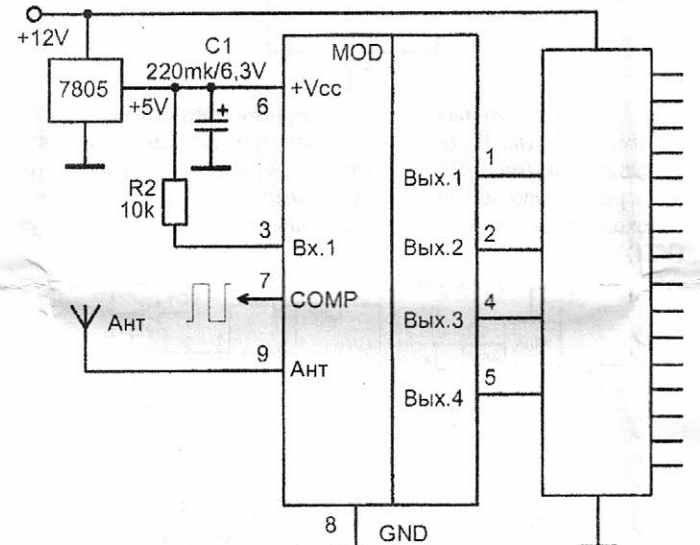 +12V
C1
MOD
220mk/6,3V
7805
+5V
6
+Vcc
1
Вых.1
R2
10k
3
Вх.1
2
Вых.2
7
COMP
4
Вых.3
Ант
9
Ант
5
Вых.4
8
GND